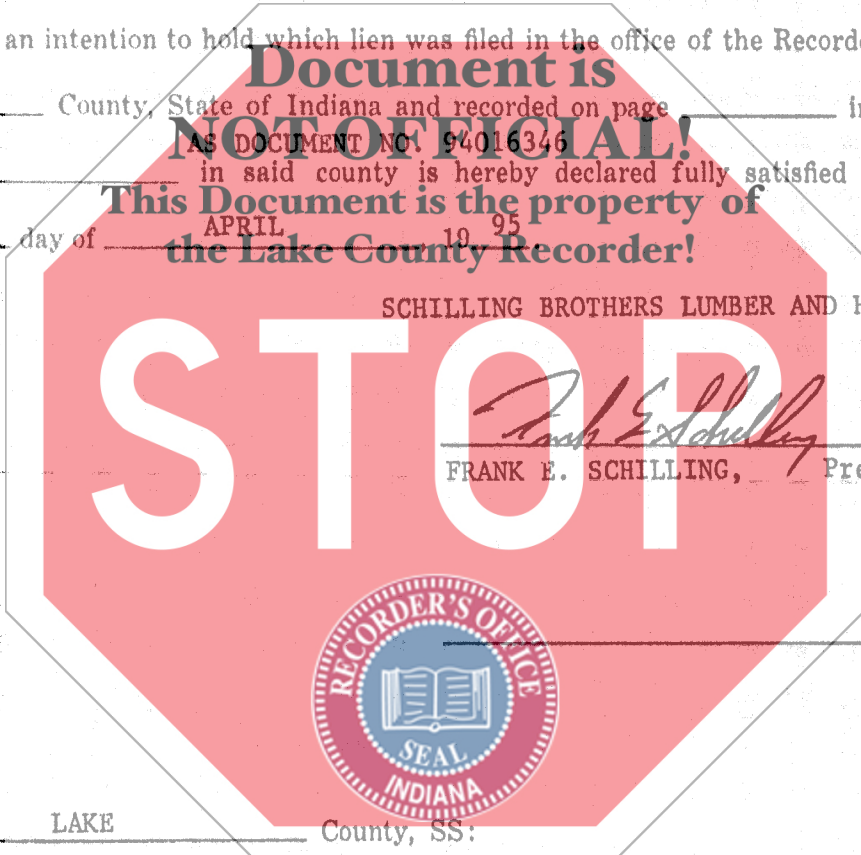 an intention to hold which lien was filed in the office of the Recorde
Document is
County, State of Indiana and recorded on page in
NOT OFFICIAL!
AS DOCUMENT NO. 94016346
in said county is hereby declared fully satisfied
This Document is the property of
day of APRIL, 19 95.
the Lake County Recorder!
SCHILLING BROTHERS LUMBER AND H
STOP
Frank E Schilling
FRANK E. SCHILLING, Pre
RECORDER'S OFFICE
SEAL
INDIANA
LAKE County, SS: